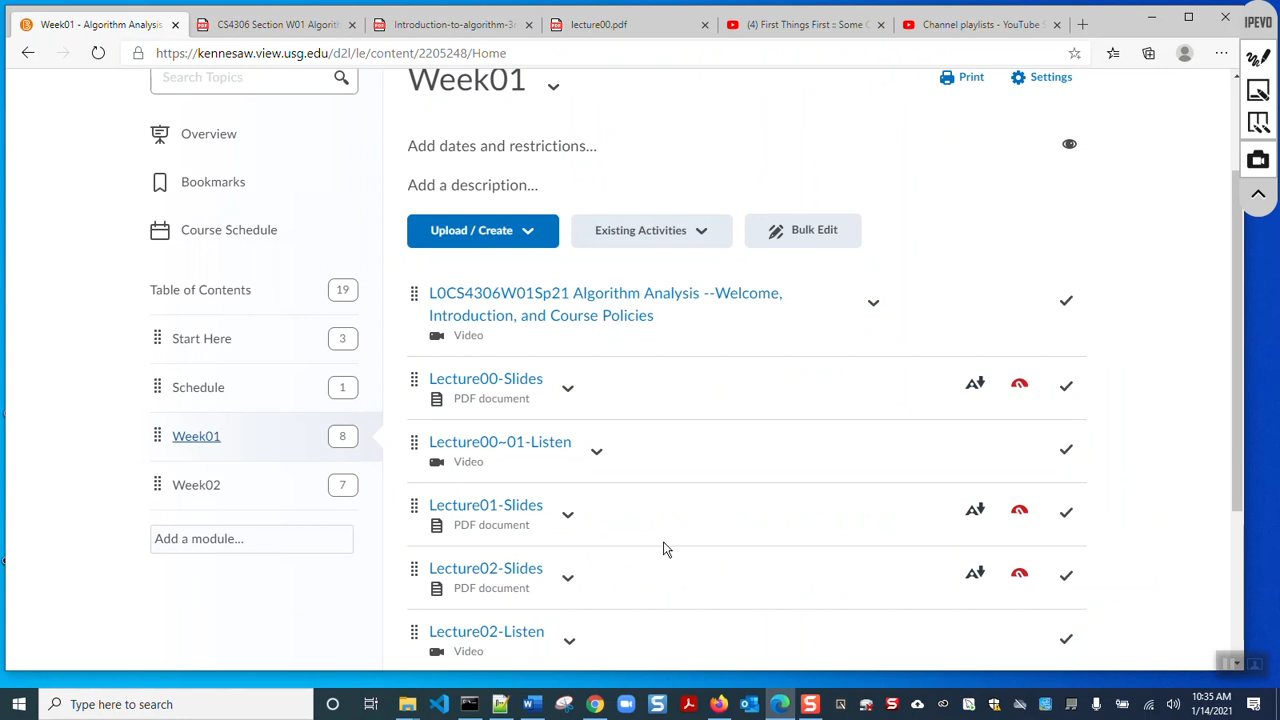 Week01 - Algorithm Analysis
CS4306 Section W01 Algorith
Introduction-to-algorithm-3r
lecture00.pdf
(4) First Things First :: Some C
Channel playlists - YouTube S
IPEVO
https://kennesaw.view.usg.edu/d2l/le/content/2205248/Home
Search Topics
Week01
Print
Settings
Overview
Add dates and restrictions...
Bookmarks
Add a description...
Course Schedule
Upload / Create
Existing Activities
Bulk Edit
Table of Contents
19
L0CS4306W01Sp21 Algorithm Analysis --Welcome,
Introduction, and Course Policies
Video
Start Here
3
Schedule
1
Lecture00-Slides
PDF document
Week01
8
Lecture00~01-Listen
Video
Week02
7
Lecture01-Slides
PDF document
Add a module...
Lecture02-Slides
PDF document
Lecture02-Listen
Video
Type here to search
10:35 AM
1/14/2021